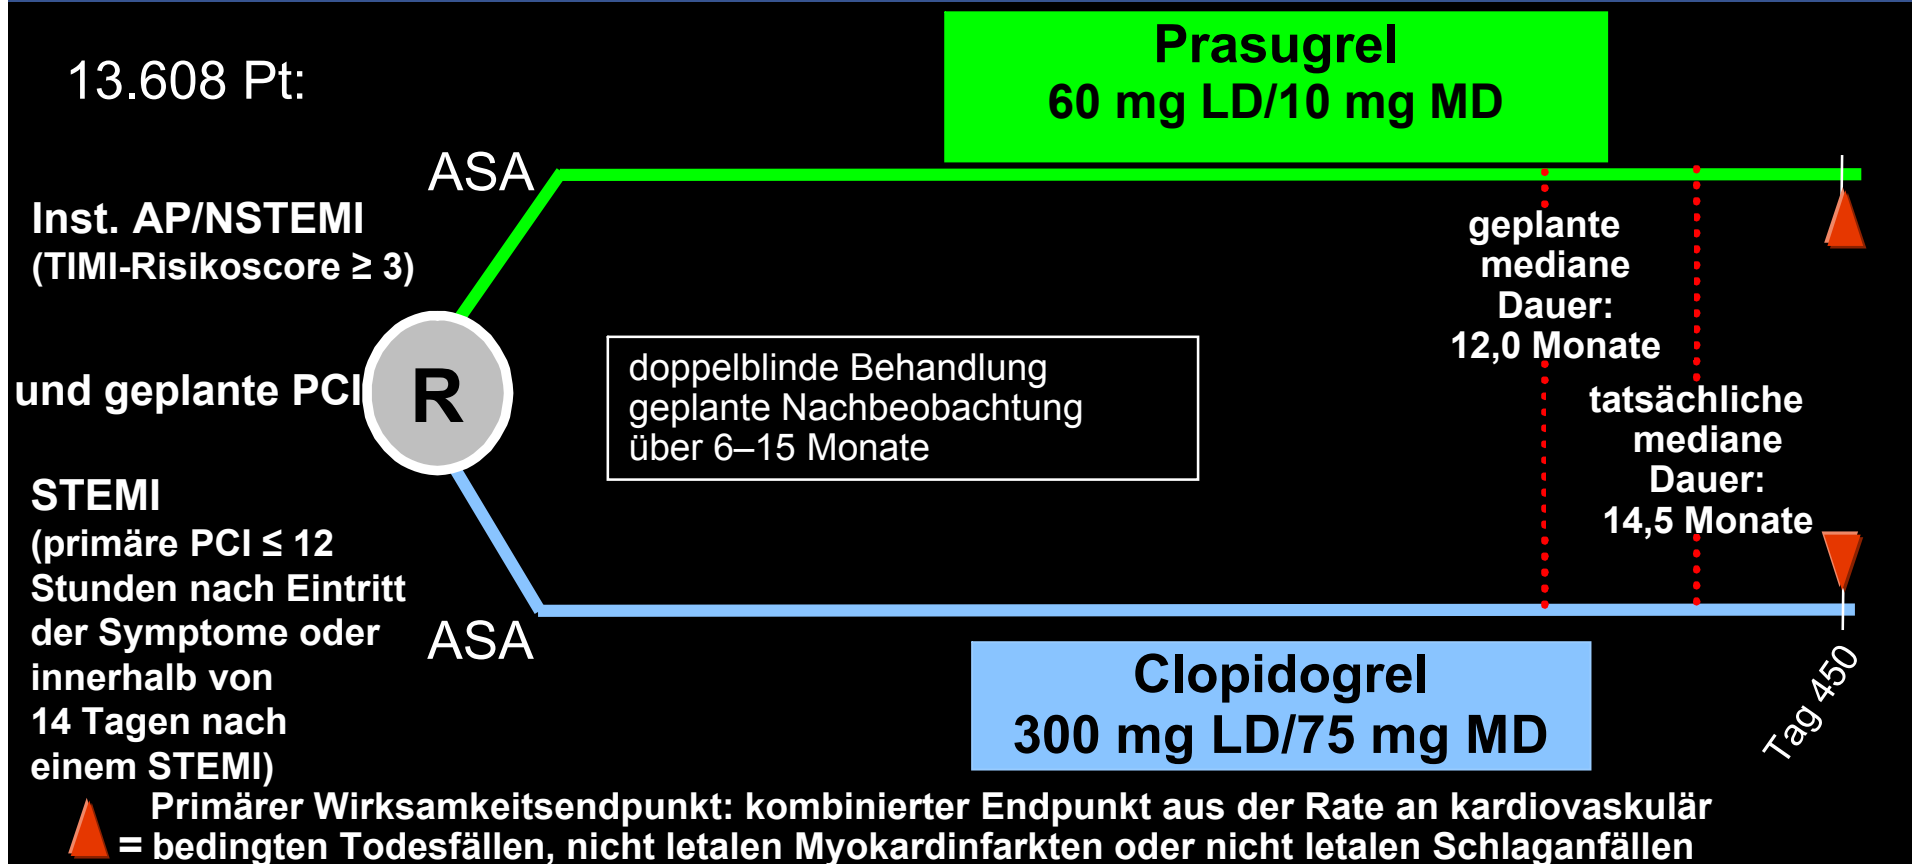 13.608 Pt:
Prasugrel
60 mg LD/10 mg MD
ASA
Inst. AP/NSTEMI
(TIMI-Risikoscore ≥ 3)
und geplante PCI
R
STEMI
(primäre PCI ≤ 12
Stunden nach Eintritt
der Symptome oder
innerhalb von
14 Tagen nach
einem STEMI)
doppelblinde Behandlung
geplante Nachbeobachtung
über 6–15 Monate
geplante
mediane
Dauer:
12,0 Monate
tatsächliche
mediane
Dauer:
14,5 Monate
ASA
Clopidogrel
300 mg LD/75 mg MD
Tag 450
Primärer Wirksamkeitsendpunkt: kombinierter Endpunkt aus der Rate an kardiovaskulär
= bedingten Todesfällen, nicht letalen Myokardinfarkten oder nicht letalen Schlaganfällen